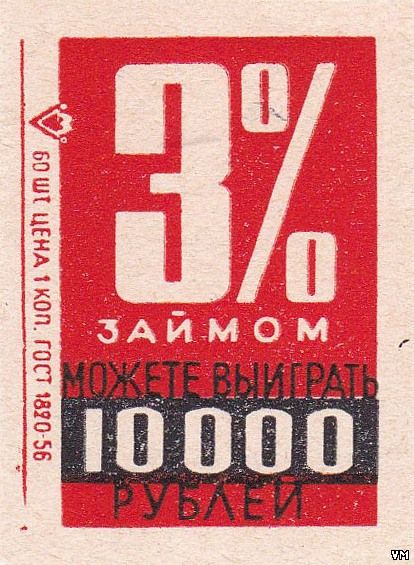 3%
ЗАЙМОМ
МОЖЕТЕ ВЫИГРАТЬ
10000
РУБЛЕЙ
60 ШТ. ЦЕНА 1 КОП. ГОСТ 1820-56
VM